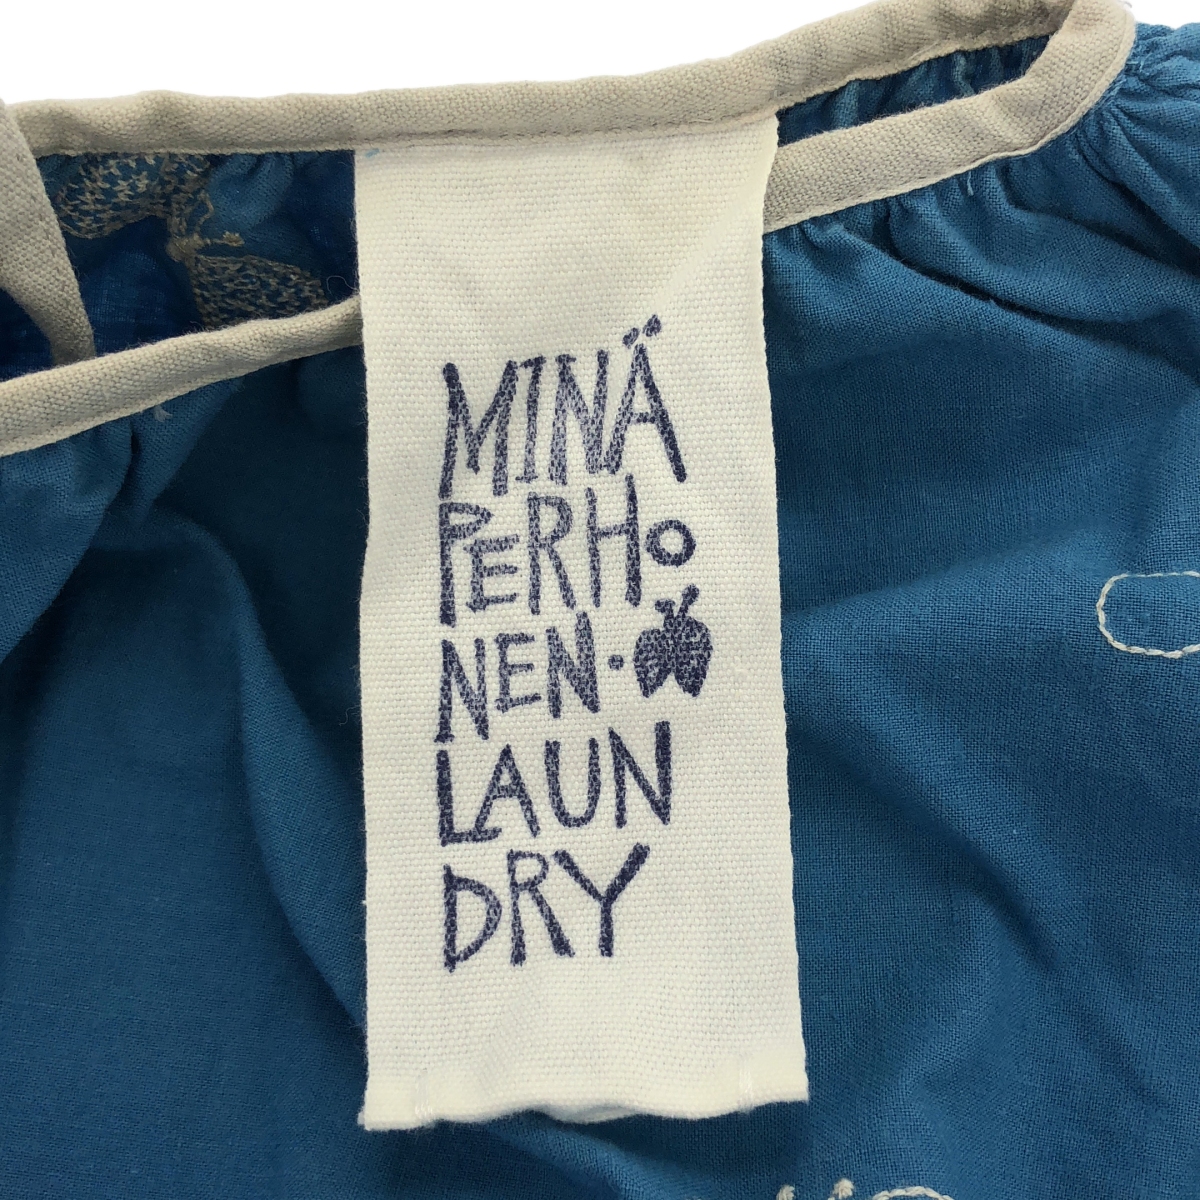 MINÄ
PERHO
NEN·
LAUN
DRY